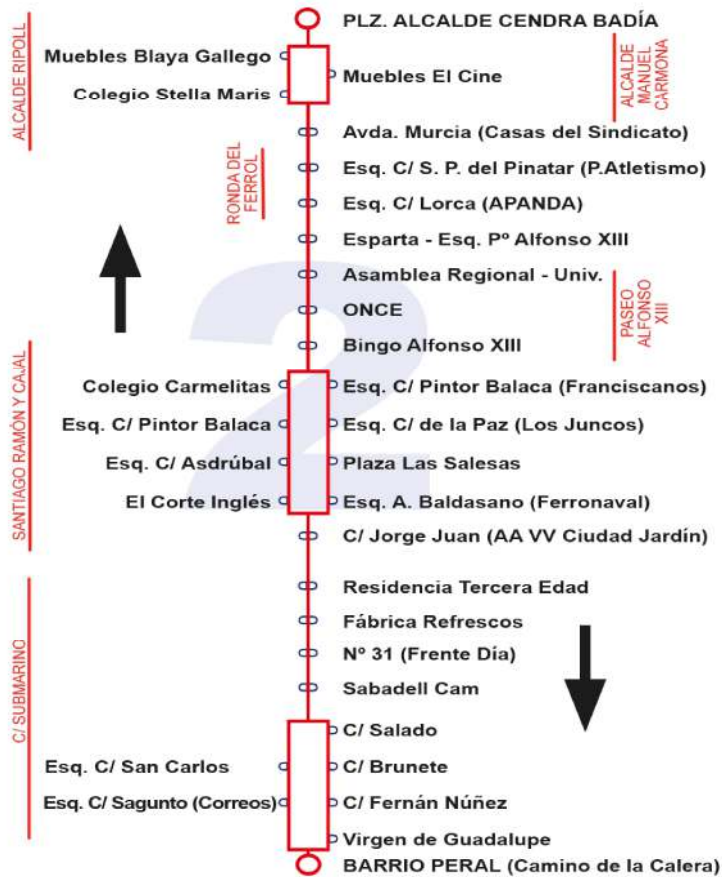 PLZ. ALCALDE CENDRA BADÍA
ALCALDE RIPOLL
Muebles Blaya Gallego
Muebles El Cine
ALCALDE
MANUEL
CARMONA
Colegio Stella Maris
Avda. Murcia (Casas del Sindicato)
RONDA DEL
FERROL
Esq. C/ S. P. del Pinatar (P.Atletismo)
Esq. C/ Lorca (APANDA)
Esparta - Esq. Pº Alfonso XIII
Asamblea Regional - Univ.
PASEO
ALFONSO
XIII
ONCE
Bingo Alfonso XIII
2
SANTIAGO RAMÓN Y CAJAL
Colegio Carmelitas
Esq. C/ Pintor Balaca (Franciscanos)
Esq. C/ Pintor Balaca
Esq. C/ de la Paz (Los Juncos)
Esq. C/ Asdrúbal
Plaza Las Salesas
El Corte Inglés
Esq. A. Baldasano (Ferronaval)
C/ Jorge Juan (AA VV Ciudad Jardín)
C/ SUBMARINO
Residencia Tercera Edad
Fábrica Refrescos
Nº 31 (Frente Día)
Sabadell Cam
C/ Salado
Esq. C/ San Carlos
C/ Brunete
Esq. C/ Sagunto (Correos)
C/ Fernán Núñez
Virgen de Guadalupe
BARRIO PERAL (Camino de la Calera)